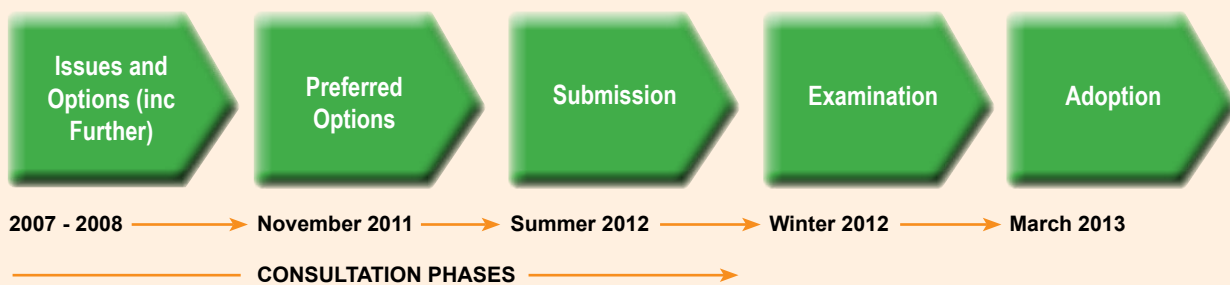 Issues and
Options (inc
Further)
Preferred
Options
Submission
Examination
Adoption
2007 - 2008
November 2011
Summer 2012
Winter 2012
March 2013
CONSULTATION PHASES